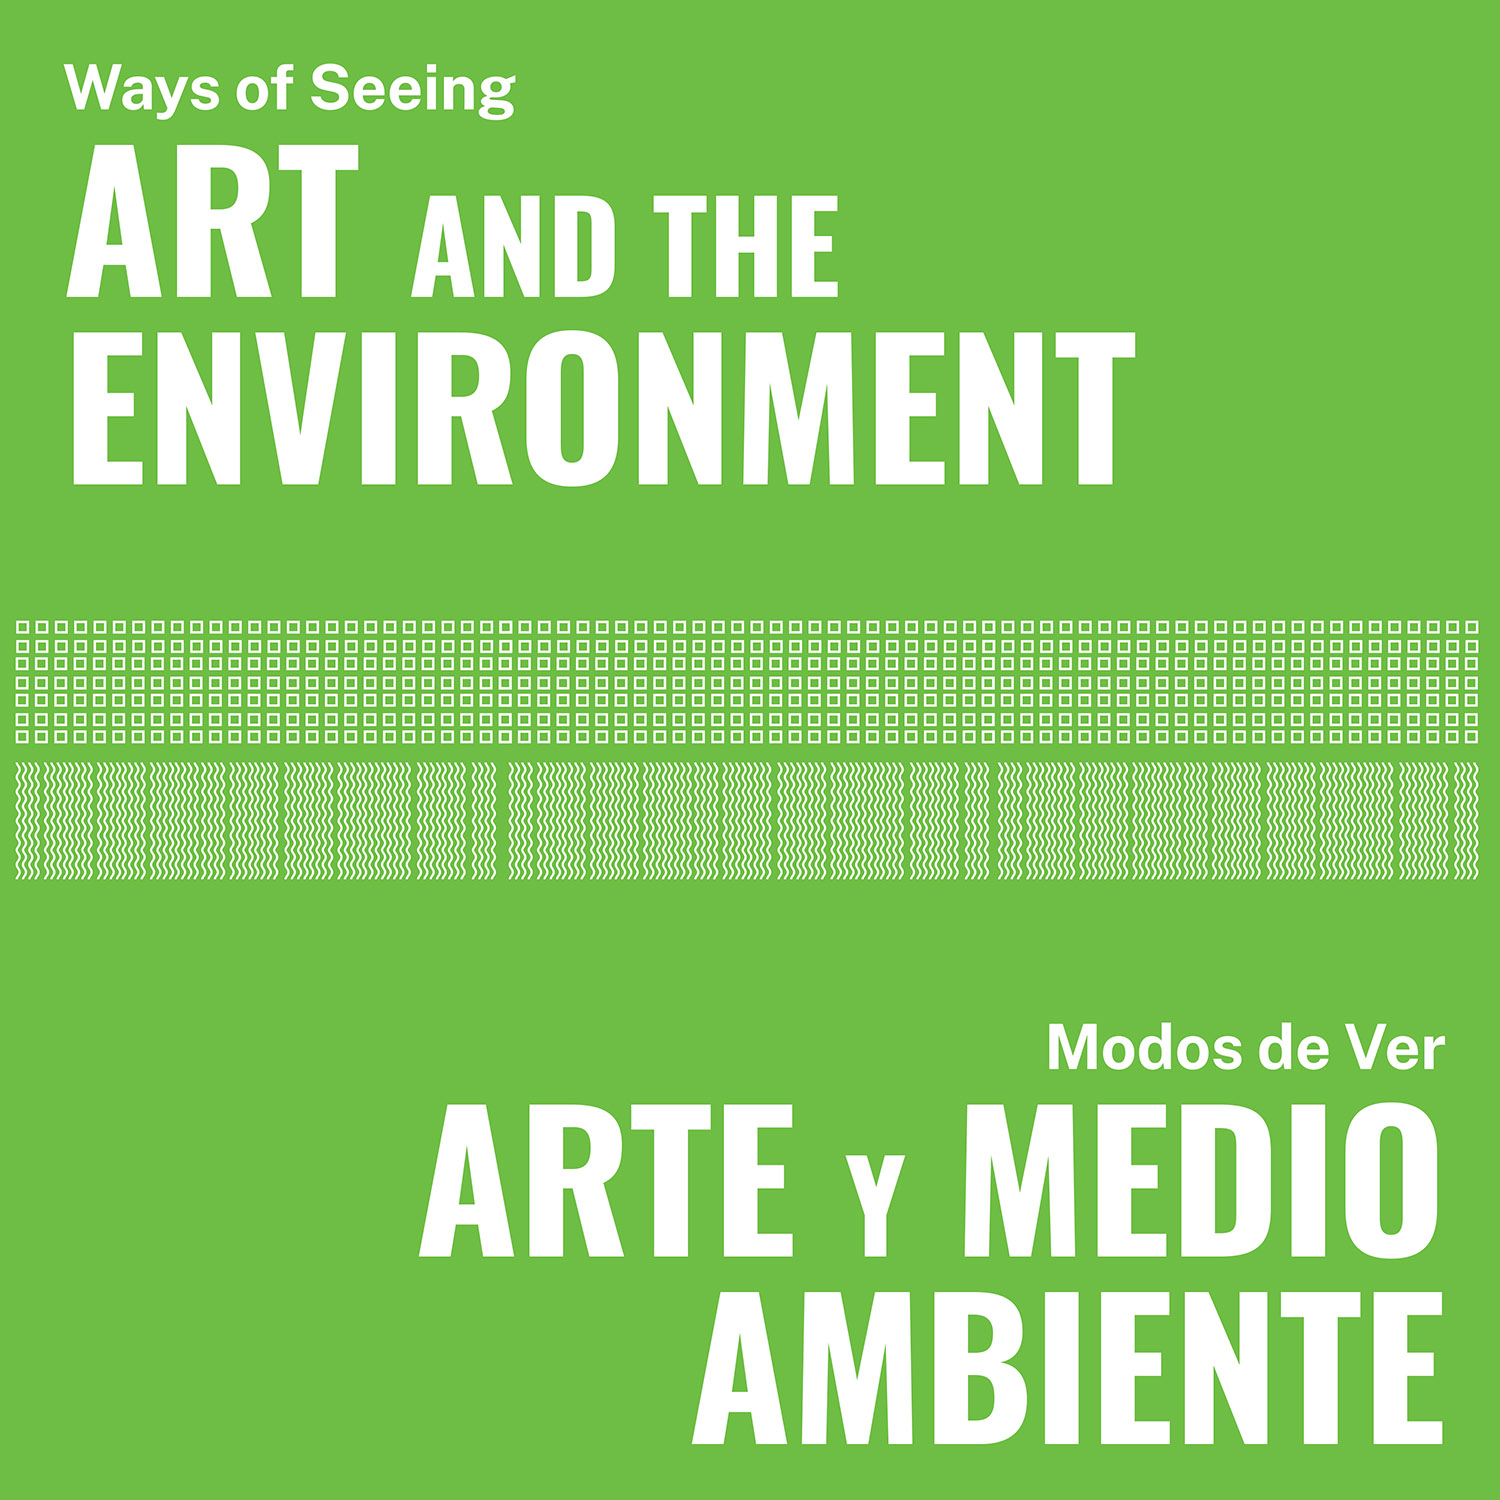 Ways of Seeing
ART AND THE
ENVIRONMENT
Modos de Ver
ARTE Y MEDIO
AMBIENTE